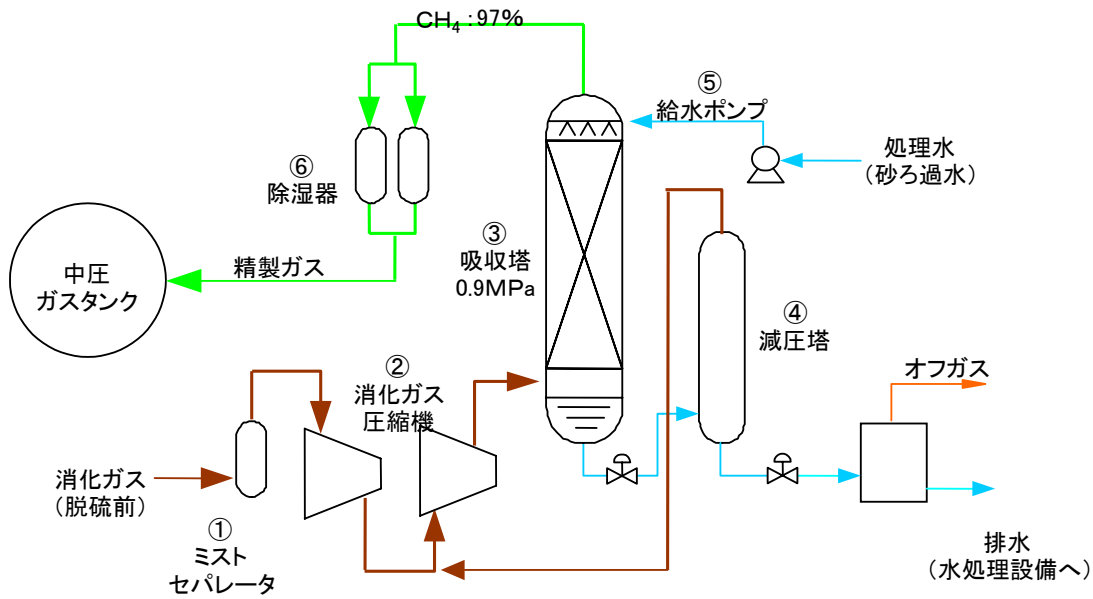 CH₄ : 97%
⑤
給水ポンプ
処理水
(砂ろ過水)
⑥
除湿器
③
吸収塔
0.9MPa
中圧
ガスタンク
精製ガス
④
減圧塔
②
消化ガス
圧縮機
オフガス
消化ガス
(脱硫前)
①
ミスト
セパレータ
排水
(水処理設備へ)